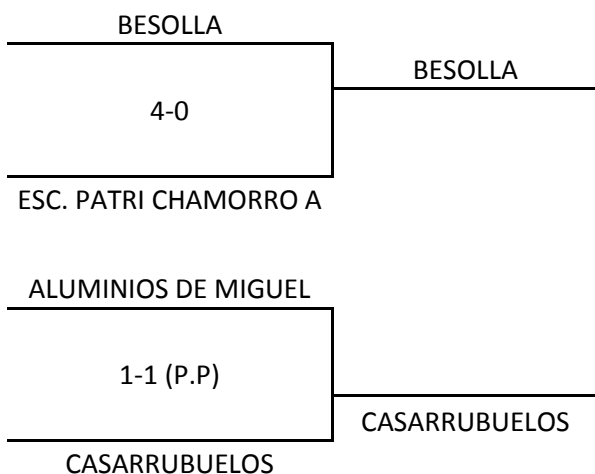 BESOLLA
BESOLLA
4-0
ESC. PATRI CHAMORRO A
ALUMINIOS DE MIGUEL
1-1 (P.P)
CASARRUBUELOS
CASARRUBUELOS